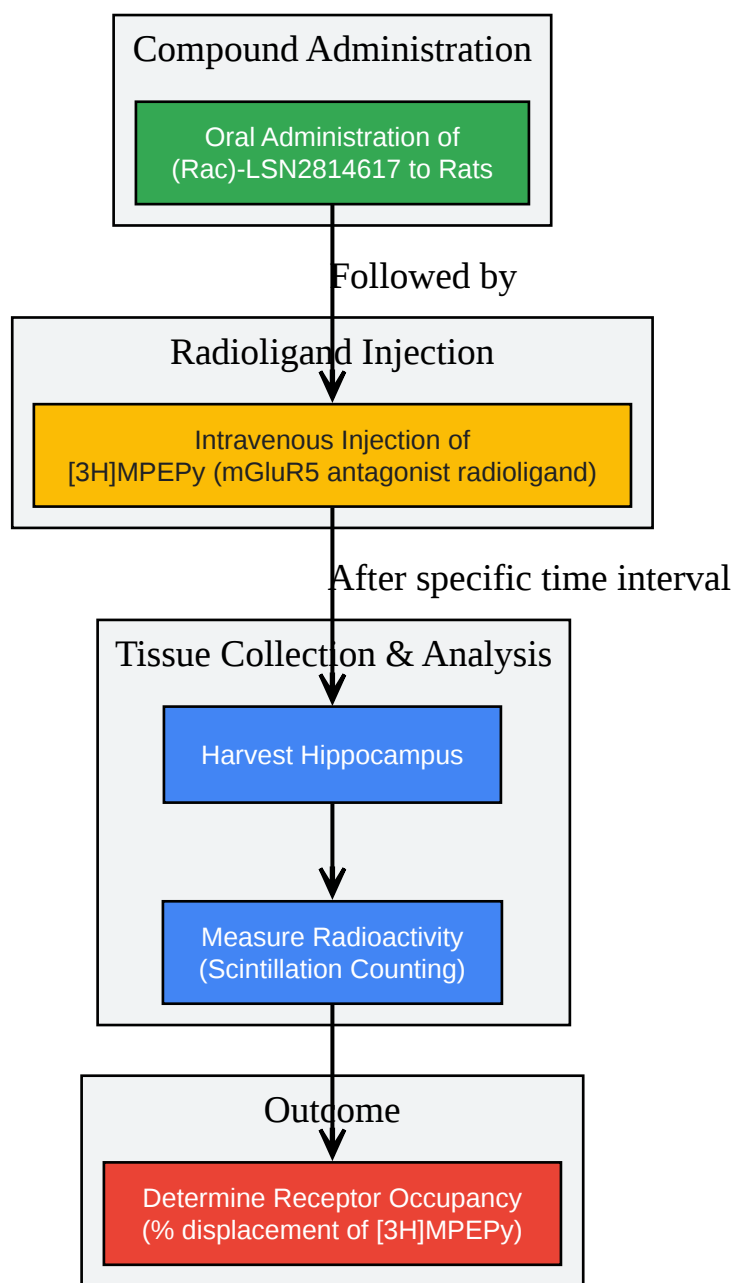 Compound Administration
Oral Administration of
(Rac)-LSN2814617 to Rats
Followed by
Radioligand Injection
Intravenous Injection of
[3H]MPEPy (mGluR5 antagonist radioligand)
After specific time interval
Tissue Collection & Analysis
Harvest Hippocampus
Measure Radioactivity
(Scintillation Counting)
Outcome
Determine Receptor Occupancy
(% displacement of [3H]MPEPy)